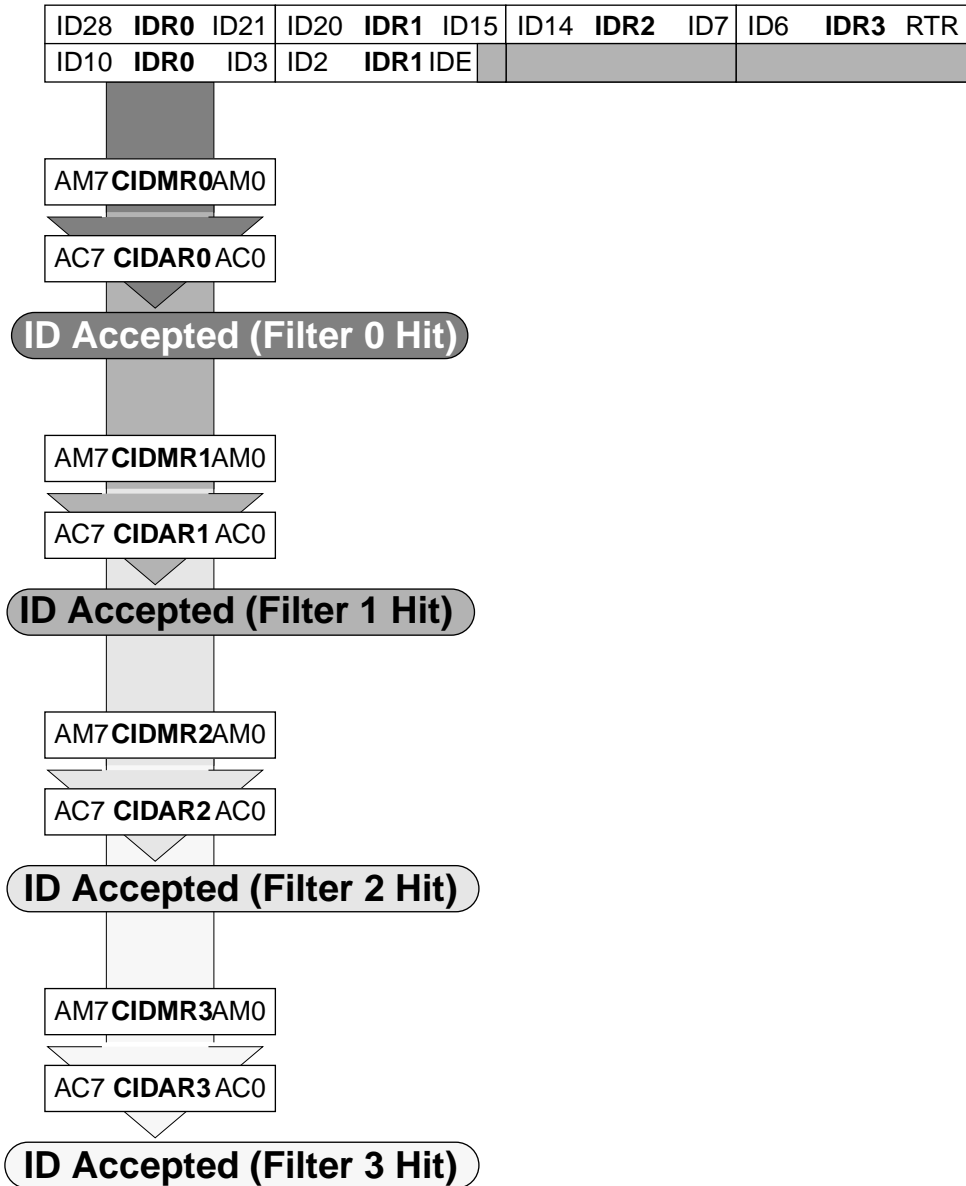 ID28 IDR0 ID21 ID20 IDR1 ID15 ID14 IDR2 ID7 ID6 IDR3 RTR
ID10 IDR0 ID3 ID2 IDR1 IDE
AM7 CIDMR0 AM0
AC7 CIDAR0 AC0
ID Accepted (Filter 0 Hit)
AM7 CIDMR1 AM0
AC7 CIDAR1 AC0
ID Accepted (Filter 1 Hit)
AM7 CIDMR2 AM0
AC7 CIDAR2 AC0
ID Accepted (Filter 2 Hit)
AM7 CIDMR3 AM0
AC7 CIDAR3 AC0
ID Accepted (Filter 3 Hit)